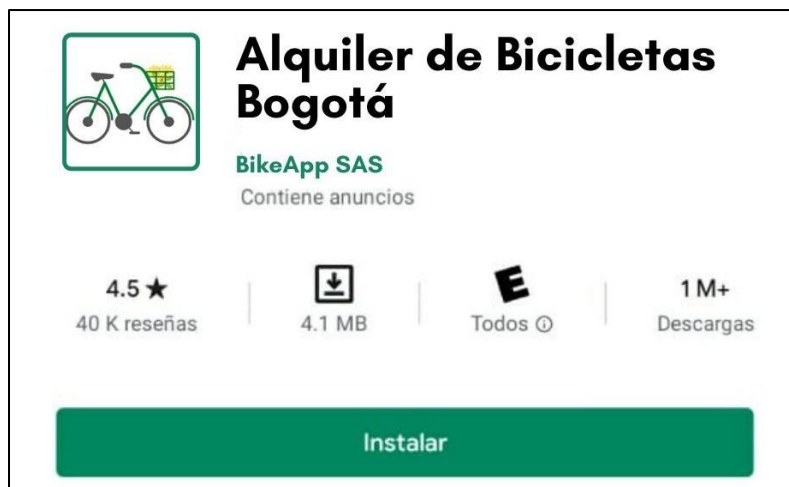 Alquiler de Bicicletas
Bogotá
BikeApp SAS
Contiene anuncios
4.5 ★
40 K reseñas
4.1 MB
E
Todos ⓘ
1 M+
Descargas
Instalar